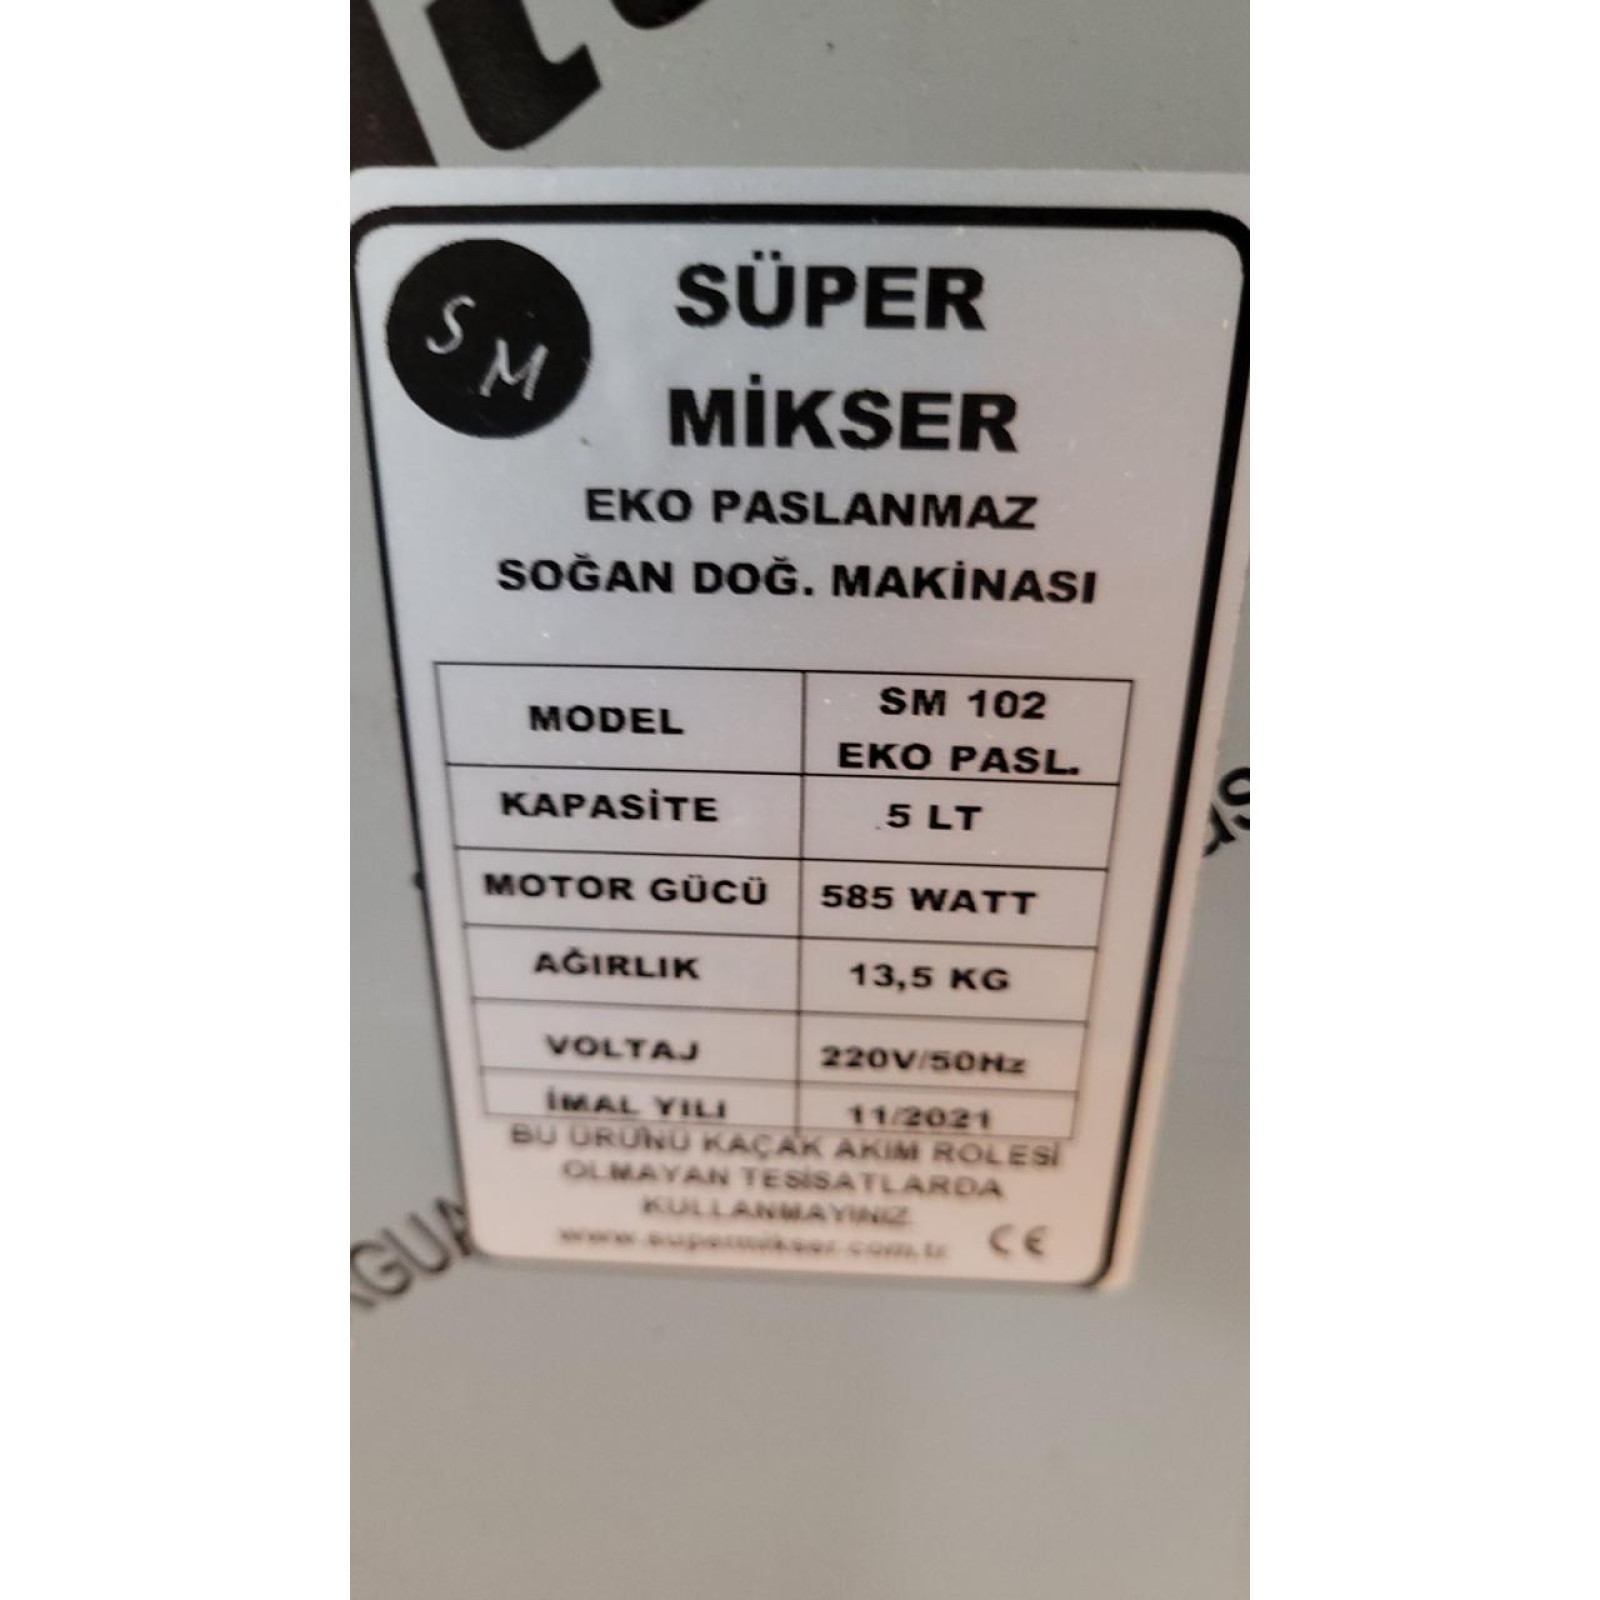 S
M
SÜPER
MİKSER
EKO PASLANMAZ
SOĞAN DOĞ. MAKİNASI
MODEL SM 102
EKO PASL.
KAPASİTE 5 LT
MOTOR GÜCÜ 585 WATT
AĞIRLIK 13,5 KG
VOLTAJ 220V/50Hz
İMAL YILI 11/2021
BU ÜRÜNÜ KAÇAK AKIM ROLESİ
OLMAYAN TESİSATLARDA
KULLANMAYINIZ
www.supermikser.com.tr CE